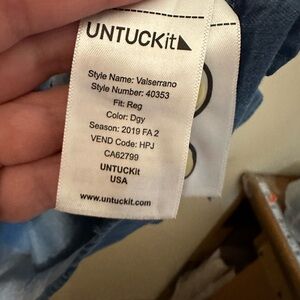 UNTUCKit
Style Name: Valserrano
Style Number: 40353
Fit: Reg
Color: Dgy
Season: 2019 FA 2
VEND Code: HPJ
CA62799
UNTUCKit
USA
www.untuckit.com